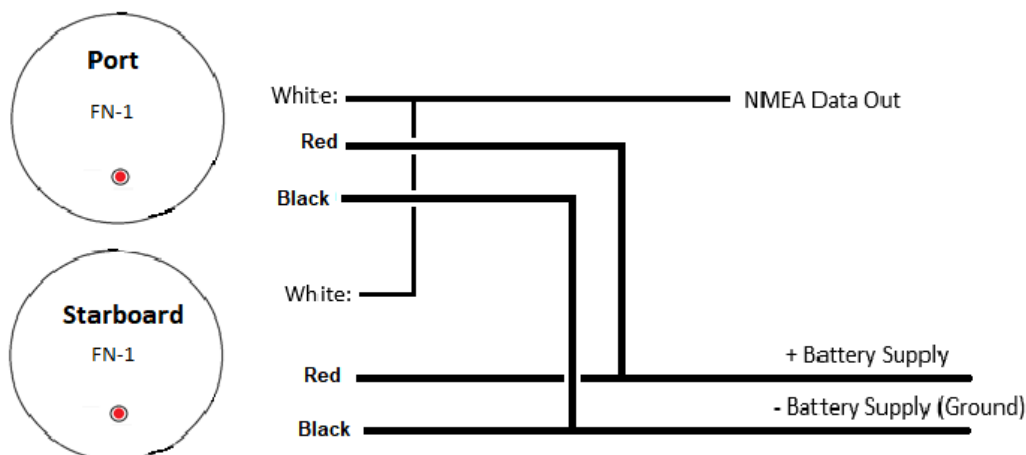 Port
FN-1
White:
NMEA Data Out
Red
Black
White:
Starboard
FN-1
Red
+ Battery Supply
Black
- Battery Supply (Ground)